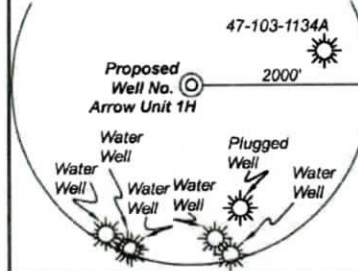 47-103-1134A
Proposed
Well No.
Arrow Unit 1H
2000'
Water
Well
Plugged
Well
Water
Well
Water
Well
Water
Well
Water
Well